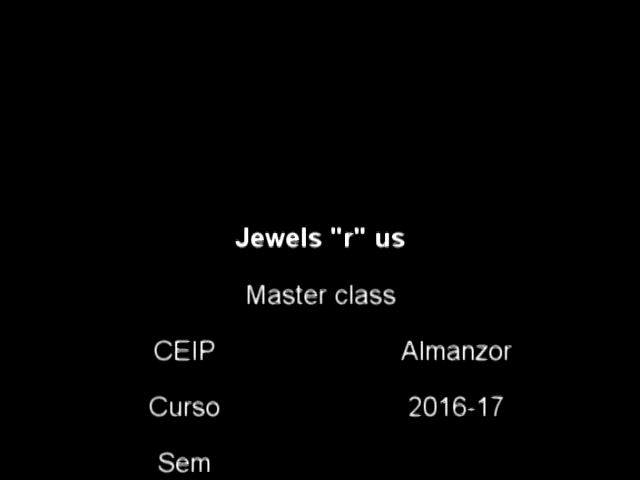 Jewels "r" us
Master class
CEIP Almanzor
Curso 2016-17
Sem